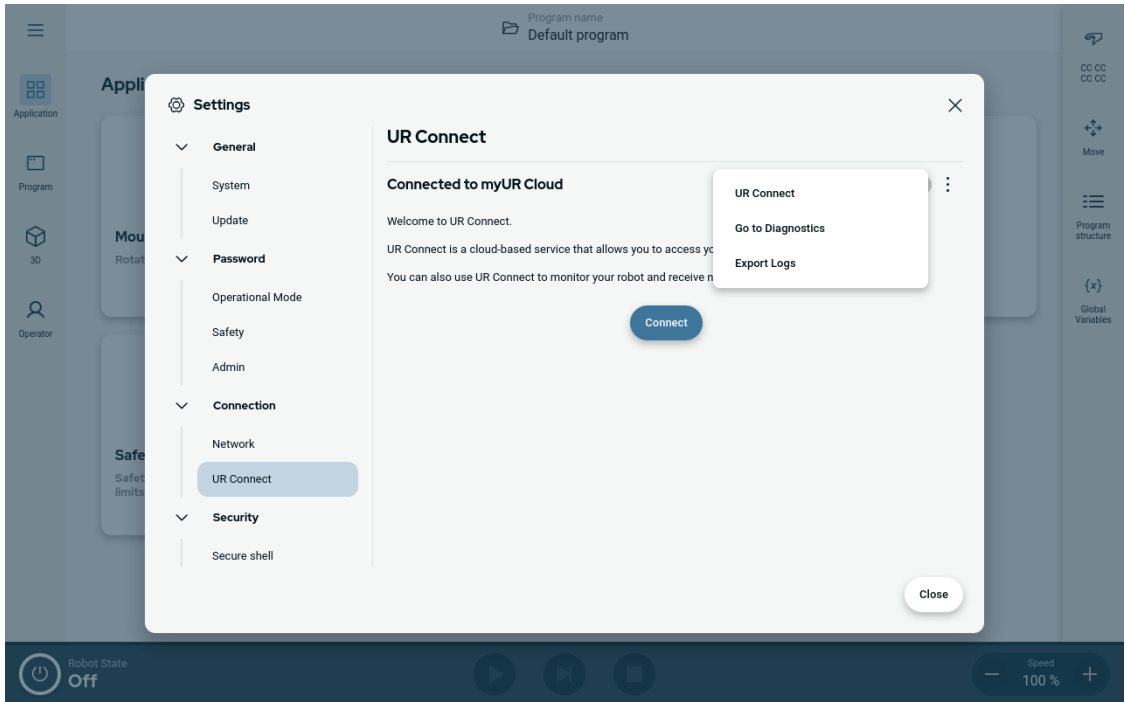 Program name
Default program
Application
Program
3D
Operator
Appli
Mou
Rotat
Safe
Safet
limits
Settings
General
System
Update
Password
Operational Mode
Safety
Admin
Connection
Network
UR Connect
Security
Secure shell
UR Connect
Connected to myUR Cloud
Welcome to UR Connect.
UR Connect is a cloud-based service that allows you to access yo
You can also use UR Connect to monitor your robot and receive n
UR Connect
Go to Diagnostics
Export Logs
Connect
Close
CC CC
CC CC
Move
Program
structure
{x}
Global
Variables
Robot State
Off
Speed
100 %